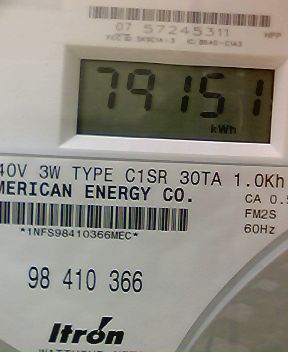 07 57245311
79151
kWh
40V 3W TYPE C1SR 30TA 1.0Kh
MERICAN ENERGY CO.
CA 0.5
*1NFS98410366MEC*
FM2S
60Hz
98 410 366
Itrón